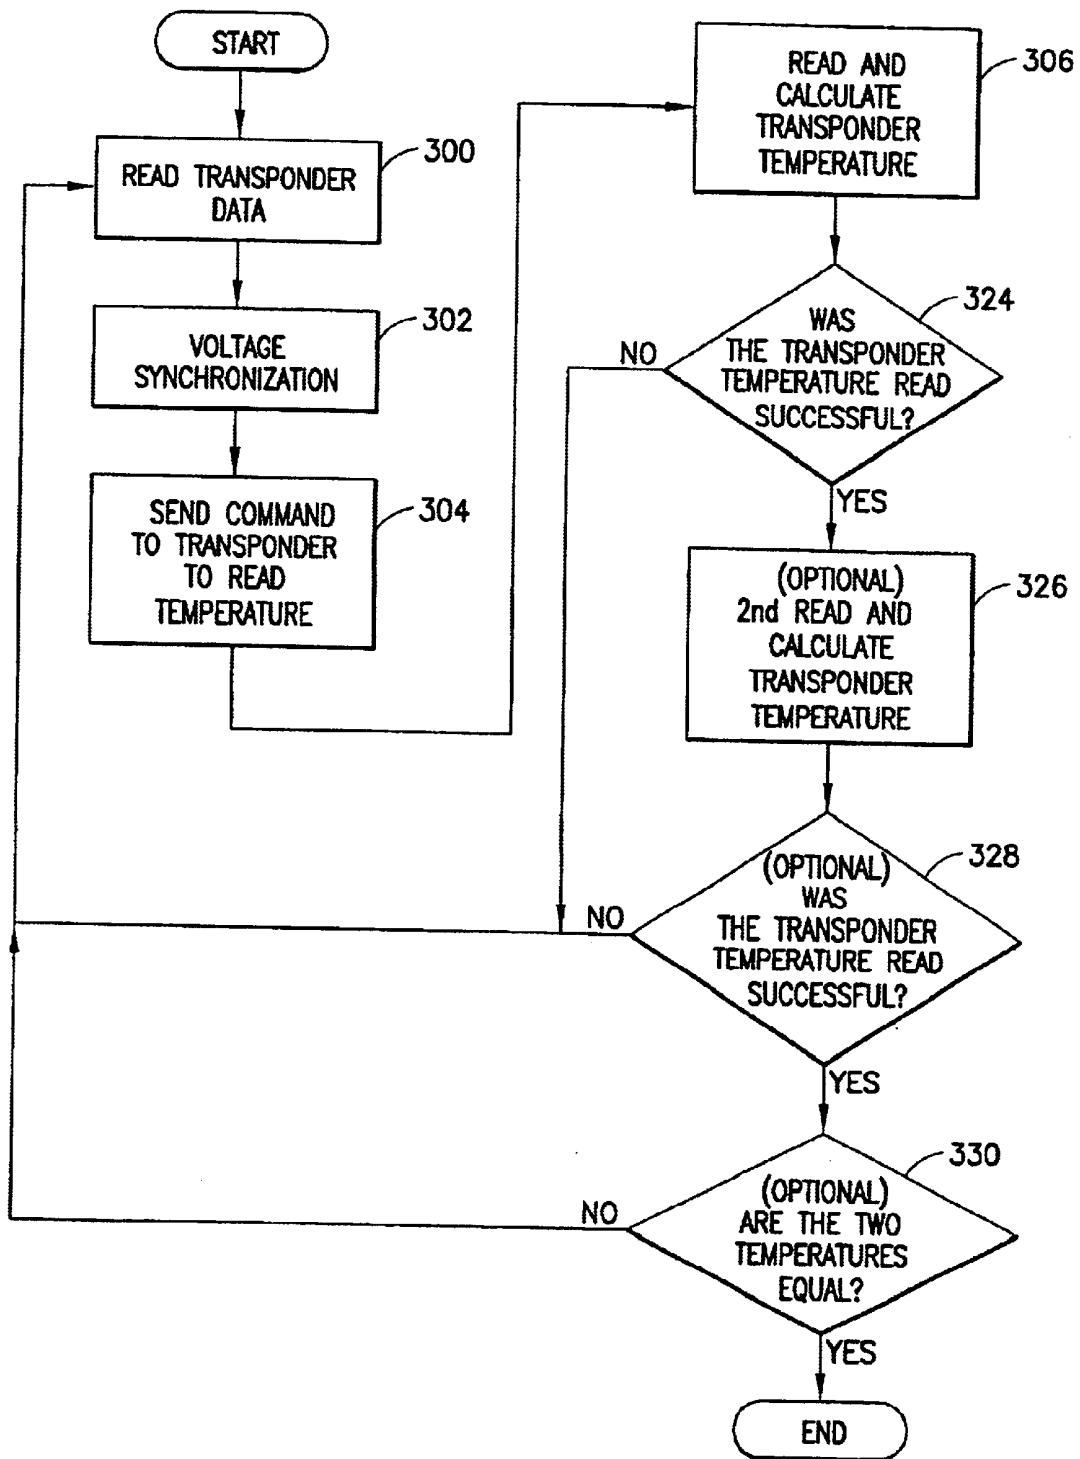 START
READ TRANSPONDER
DATA
300
VOLTAGE
SYNCHRONIZATION
302
SEND COMMAND
TO TRANSPONDER
TO READ
TEMPERATURE
304
READ AND
CALCULATE
TRANSPONDER
TEMPERATURE
306
WAS
THE TRANSPONDER
TEMPERATURE READ
SUCCESSFUL?
324
NO
YES
(OPTIONAL)
2nd READ AND
CALCULATE
TRANSPONDER
TEMPERATURE
326
(OPTIONAL)
WAS
THE TRANSPONDER
TEMPERATURE READ
SUCCESSFUL?
328
NO
YES
(OPTIONAL)
ARE THE TWO
TEMPERATURES
EQUAL?
330
NO
YES
END